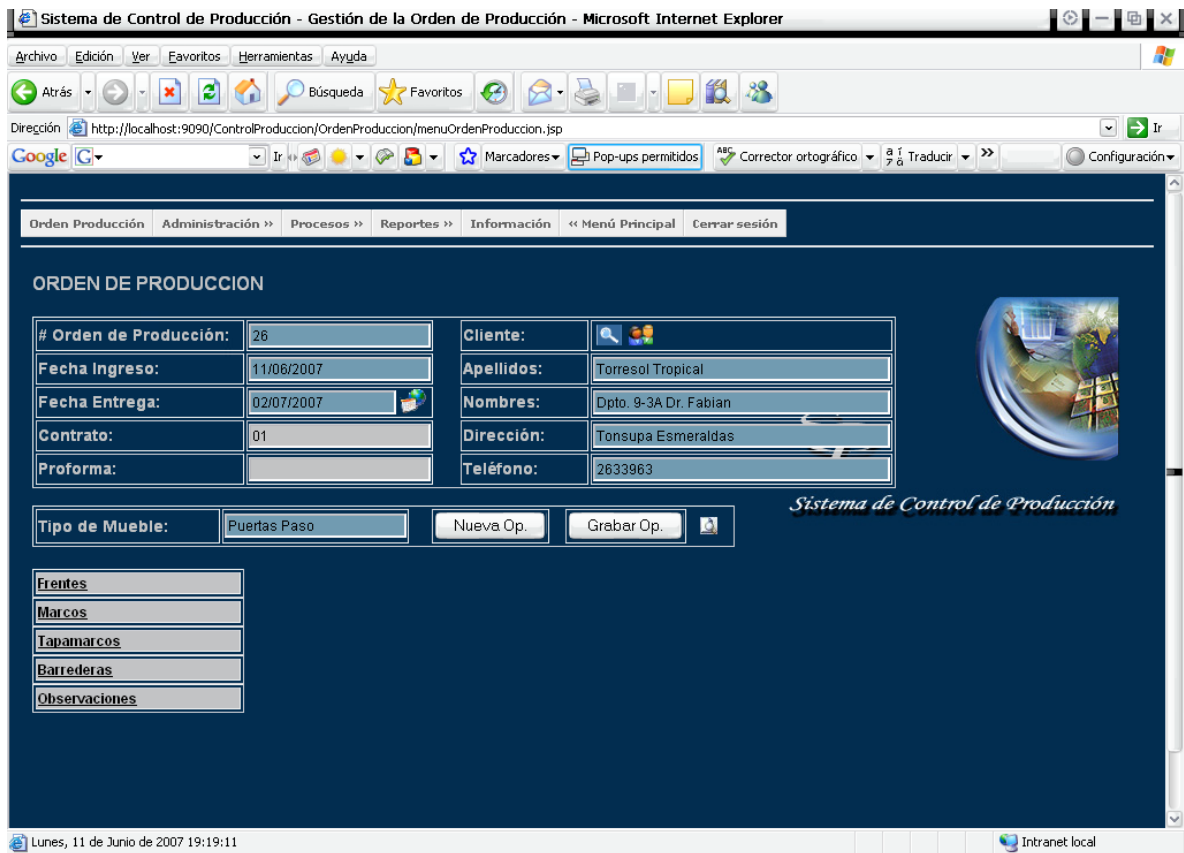 Sistema de Control de Producción - Gestión de la Orden de Producción - Microsoft Internet Explorer
Archivo Edición Ver Favoritos Herramientas Ayuda
Atrás Búsqueda Favoritos
Dirección http://localhost:9090/ControlProduccion/OrdenProduccion/menuOrdenProduccion.jsp Ir
Google G Ir Marcadores Pop-ups permitidos ABC Corrector ortográfico Traducir » Configuración
Orden Producción Administración » Procesos » Reportes » Información « Menú Principal Cerrar sesión
ORDEN DE PRODUCCION
# Orden de Producción: 26 Cliente:
Fecha Ingreso: 11/06/2007 Apellidos: Torresol Tropical
Fecha Entrega: 02/07/2007 Nombres: Dpto. 9-3A Dr. Fabian
Contrato: 01 Dirección: Tonsupa Esmeraldas
Proforma: Teléfono: 2633963
Sistema de Control de Producción
Tipo de Mueble: Puertas Paso Nueva Op. Grabar Op.
Frentes
Marcos
Tapamarcos
Barrederas
Observaciones
Lunes, 11 de Junio de 2007 19:19:11 Intranet local